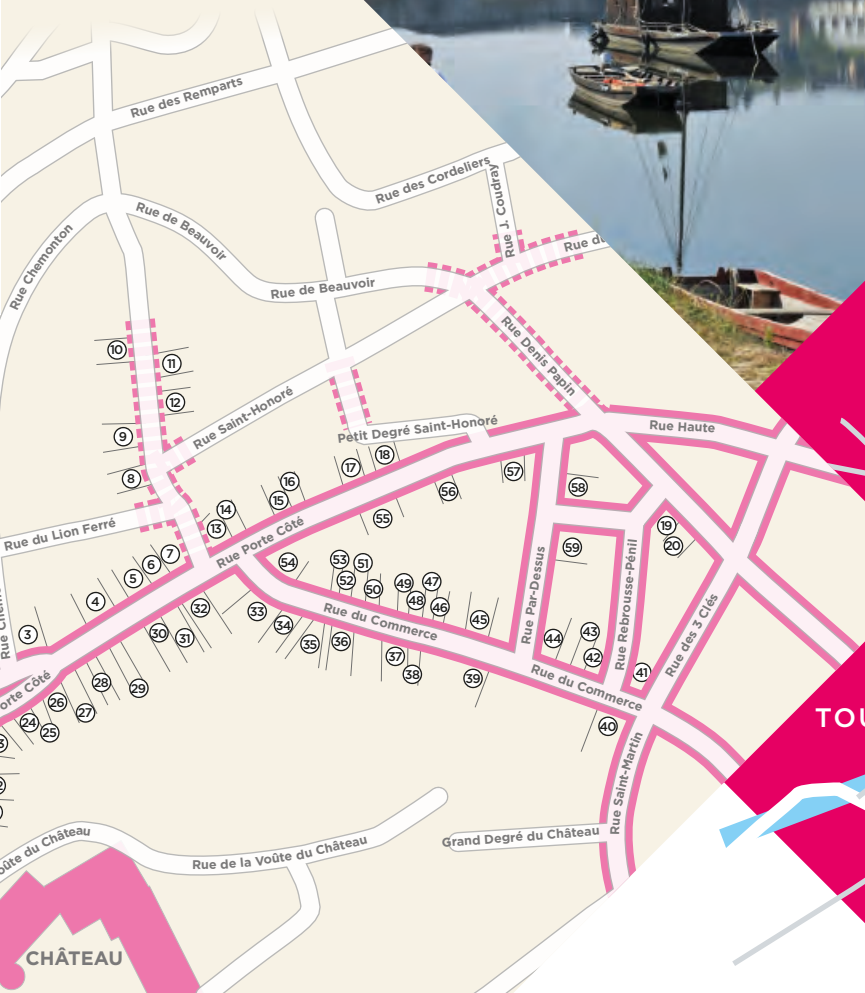 Rue des Remparts
Rue des Cordeliers
Rue J. Coudray
Rue de Beauvoir
Rue Chemonton
Rue de Beauvoir
Rue Denis Papin
10
11
12
Rue Saint-Honoré
9
Petit Degré Saint-Honoré
Rue Haute
8
18
17
57
16
15
56
58
14
13
55
Rue du Lion Ferré
Rue Porte Côté
19
20
7
6
5
54
53
51
52
50
49
47
48
46
59
4
32
33
34
Rue du Commerce
45
Rue Par-Dessus
Rue Rebrousse-Pénil
Rue des 3 Clés
3
30
31
35
36
44
43
42
37
38
39
41
28
29
26
27
24
25
Rue du Commerce
40
Rue Saint-Martin
TOU
Rue de la Voûte du Château
Grand Degré du Château
CHÂTEAU